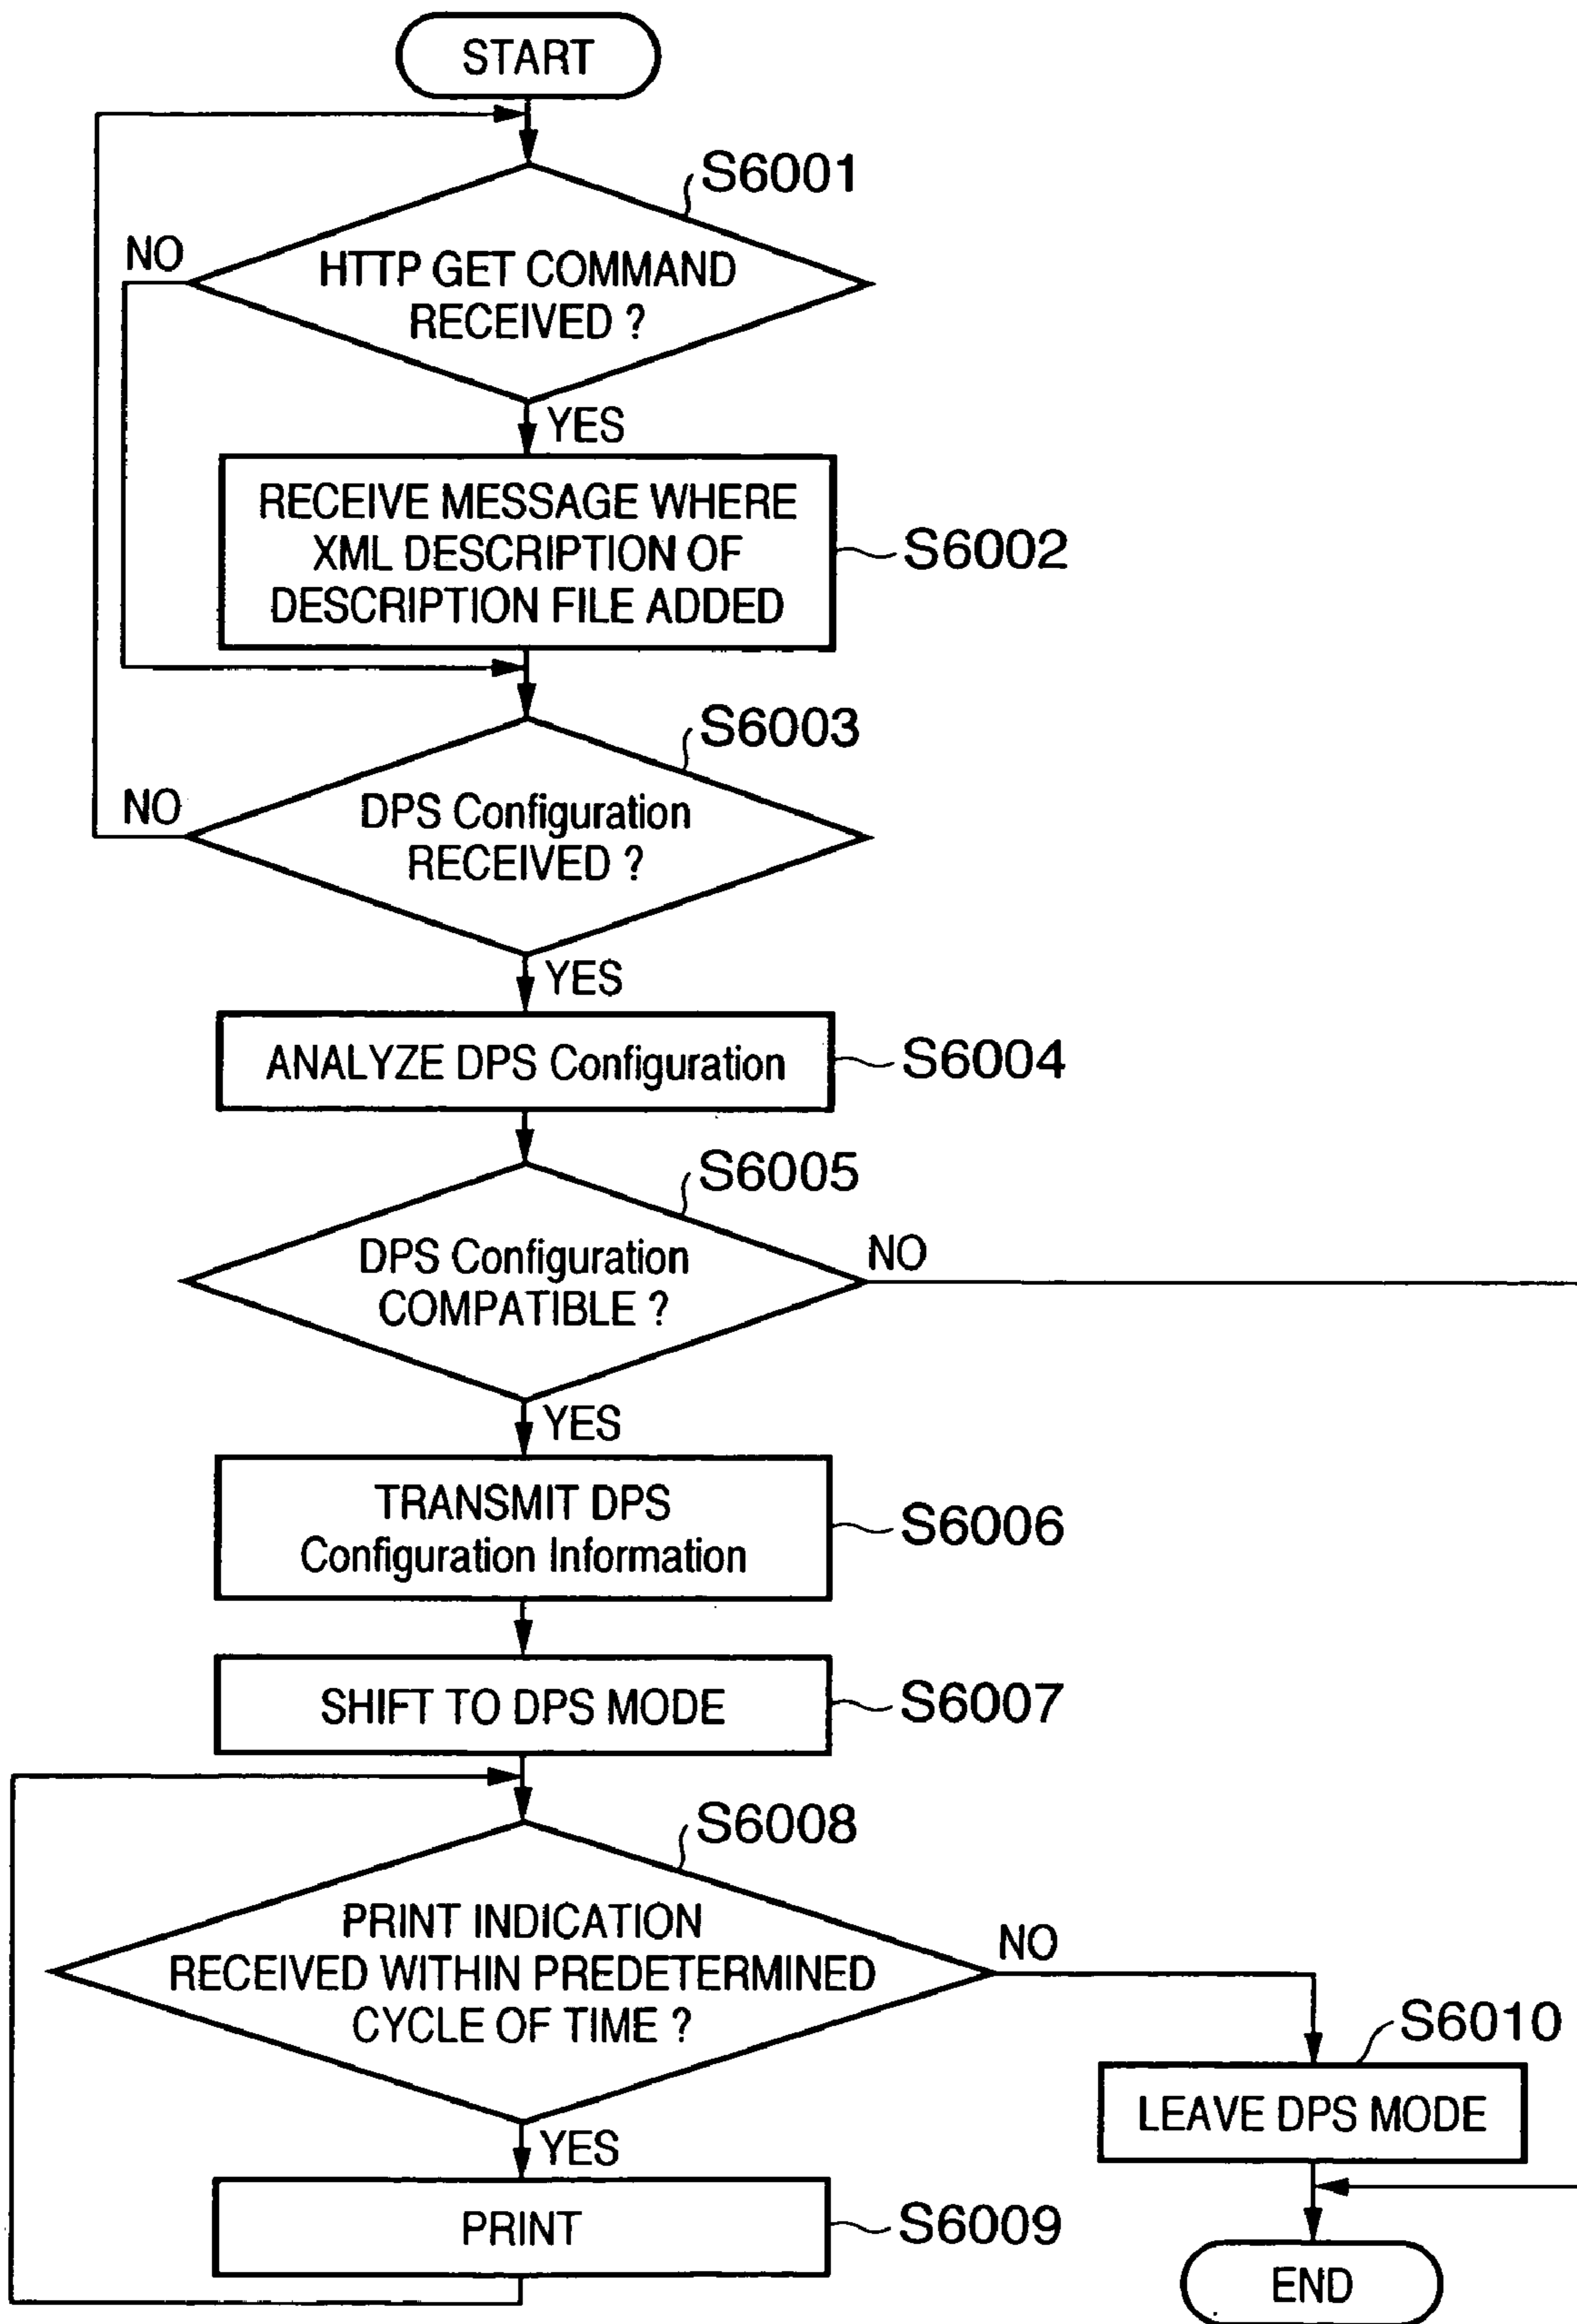 START
S6001
NO
HTTP GET COMMAND
RECEIVED ?
YES
RECEIVE MESSAGE WHERE
XML DESCRIPTION OF
DESCRIPTION FILE ADDED
S6002
S6003
NO
DPS Configuration
RECEIVED ?
YES
ANALYZE DPS Configuration
S6004
S6005
DPS Configuration
COMPATIBLE ?
NO
YES
TRANSMIT DPS
Configuration Information
S6006
SHIFT TO DPS MODE
S6007
S6008
PRINT INDICATION
RECEIVED WITHIN PREDETERMINED
CYCLE OF TIME ?
NO
YES
S6010
LEAVE DPS MODE
PRINT
S6009
END